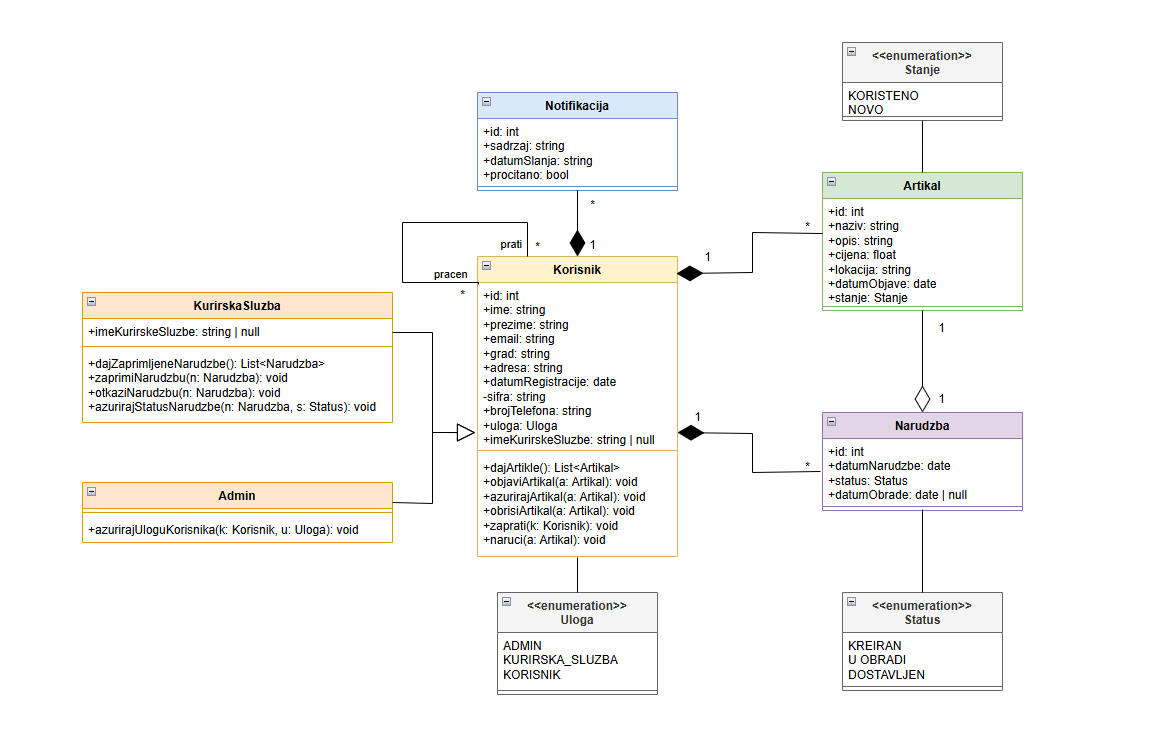 <<enumeration>>
Stanje
KORISTENO
NOVO
Notifikacija
+id: int
+sadrzaj: string
+datumSlanja: string
+procitano: bool
*
1
prati
*
pracen
*
Korisnik
+id: int
+ime: string
+prezime: string
+email: string
+grad: string
+adresa: string
+datumRegistracije: date
-sifra: string
+brojTelefona: string
+uloga: Uloga
+imeKurirskeSluzbe: string | null
+dajArtikle(): List<Artikal>
+objaviArtikal(a: Artikal): void
+azurirajArtikal(a: Artikal): void
+obrisiArtikal(a: Artikal): void
+zaprati(k: Korisnik): void
+naruci(a: Artikal): void
1
*
Artikal
+id: int
+naziv: string
+opis: string
+cijena: float
+lokacija: string
+datumObjave: date
+stanje: Stanje
1
1
KurirskaSluzba
+imeKurirskeSluzbe: string | null
+dajZaprimljeneNarudzbe(): List<Narudzba>
+zaprimiNarudzbu(n: Narudzba): void
+otkaziNarudzbu(n: Narudzba): void
+azurirajStatusNarudzbe(n: Narudzba, s: Status): void
1
*
Narudzba
+id: int
+datumNarudzbe: date
+status: Status
+datumObrade: date | null
Admin
+azurirajUloguKorisnika(k: Korisnik, u: Uloga): void
<<enumeration>>
Uloga
ADMIN
KURIRSKA_SLUZBA
KORISNIK
<<enumeration>>
Status
KREIRAN
U OBRADI
DOSTAVLJEN